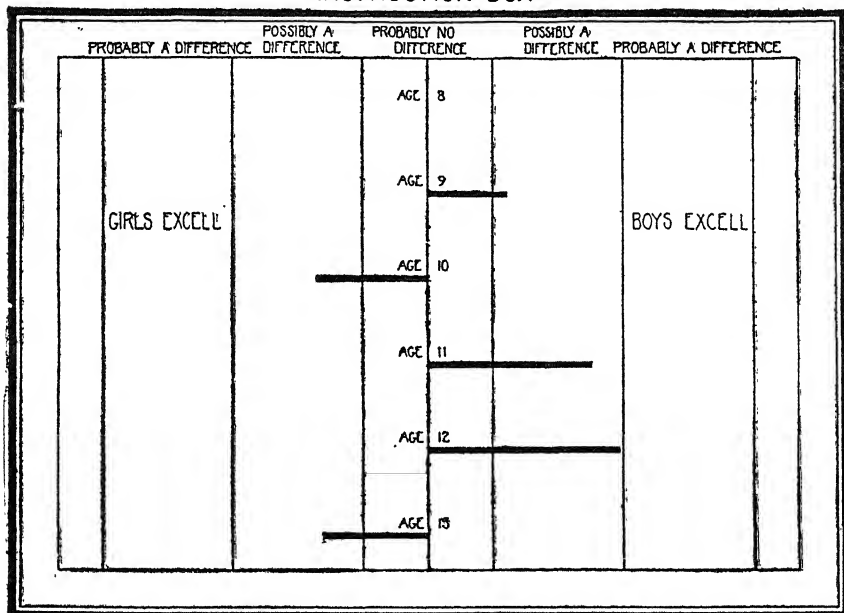 PROBABLY A DIFFERENCE POSSIBLY A DIFFERENCE PROBABLY NO DIFFERENCE POSSIBLY A DIFFERENCE PROBABLY A DIFFERENCE
AGE 8
AGE 9
GIRLS EXCELL BOYS EXCELL
AGE 10
AGE 11
AGE 12
AGE 13